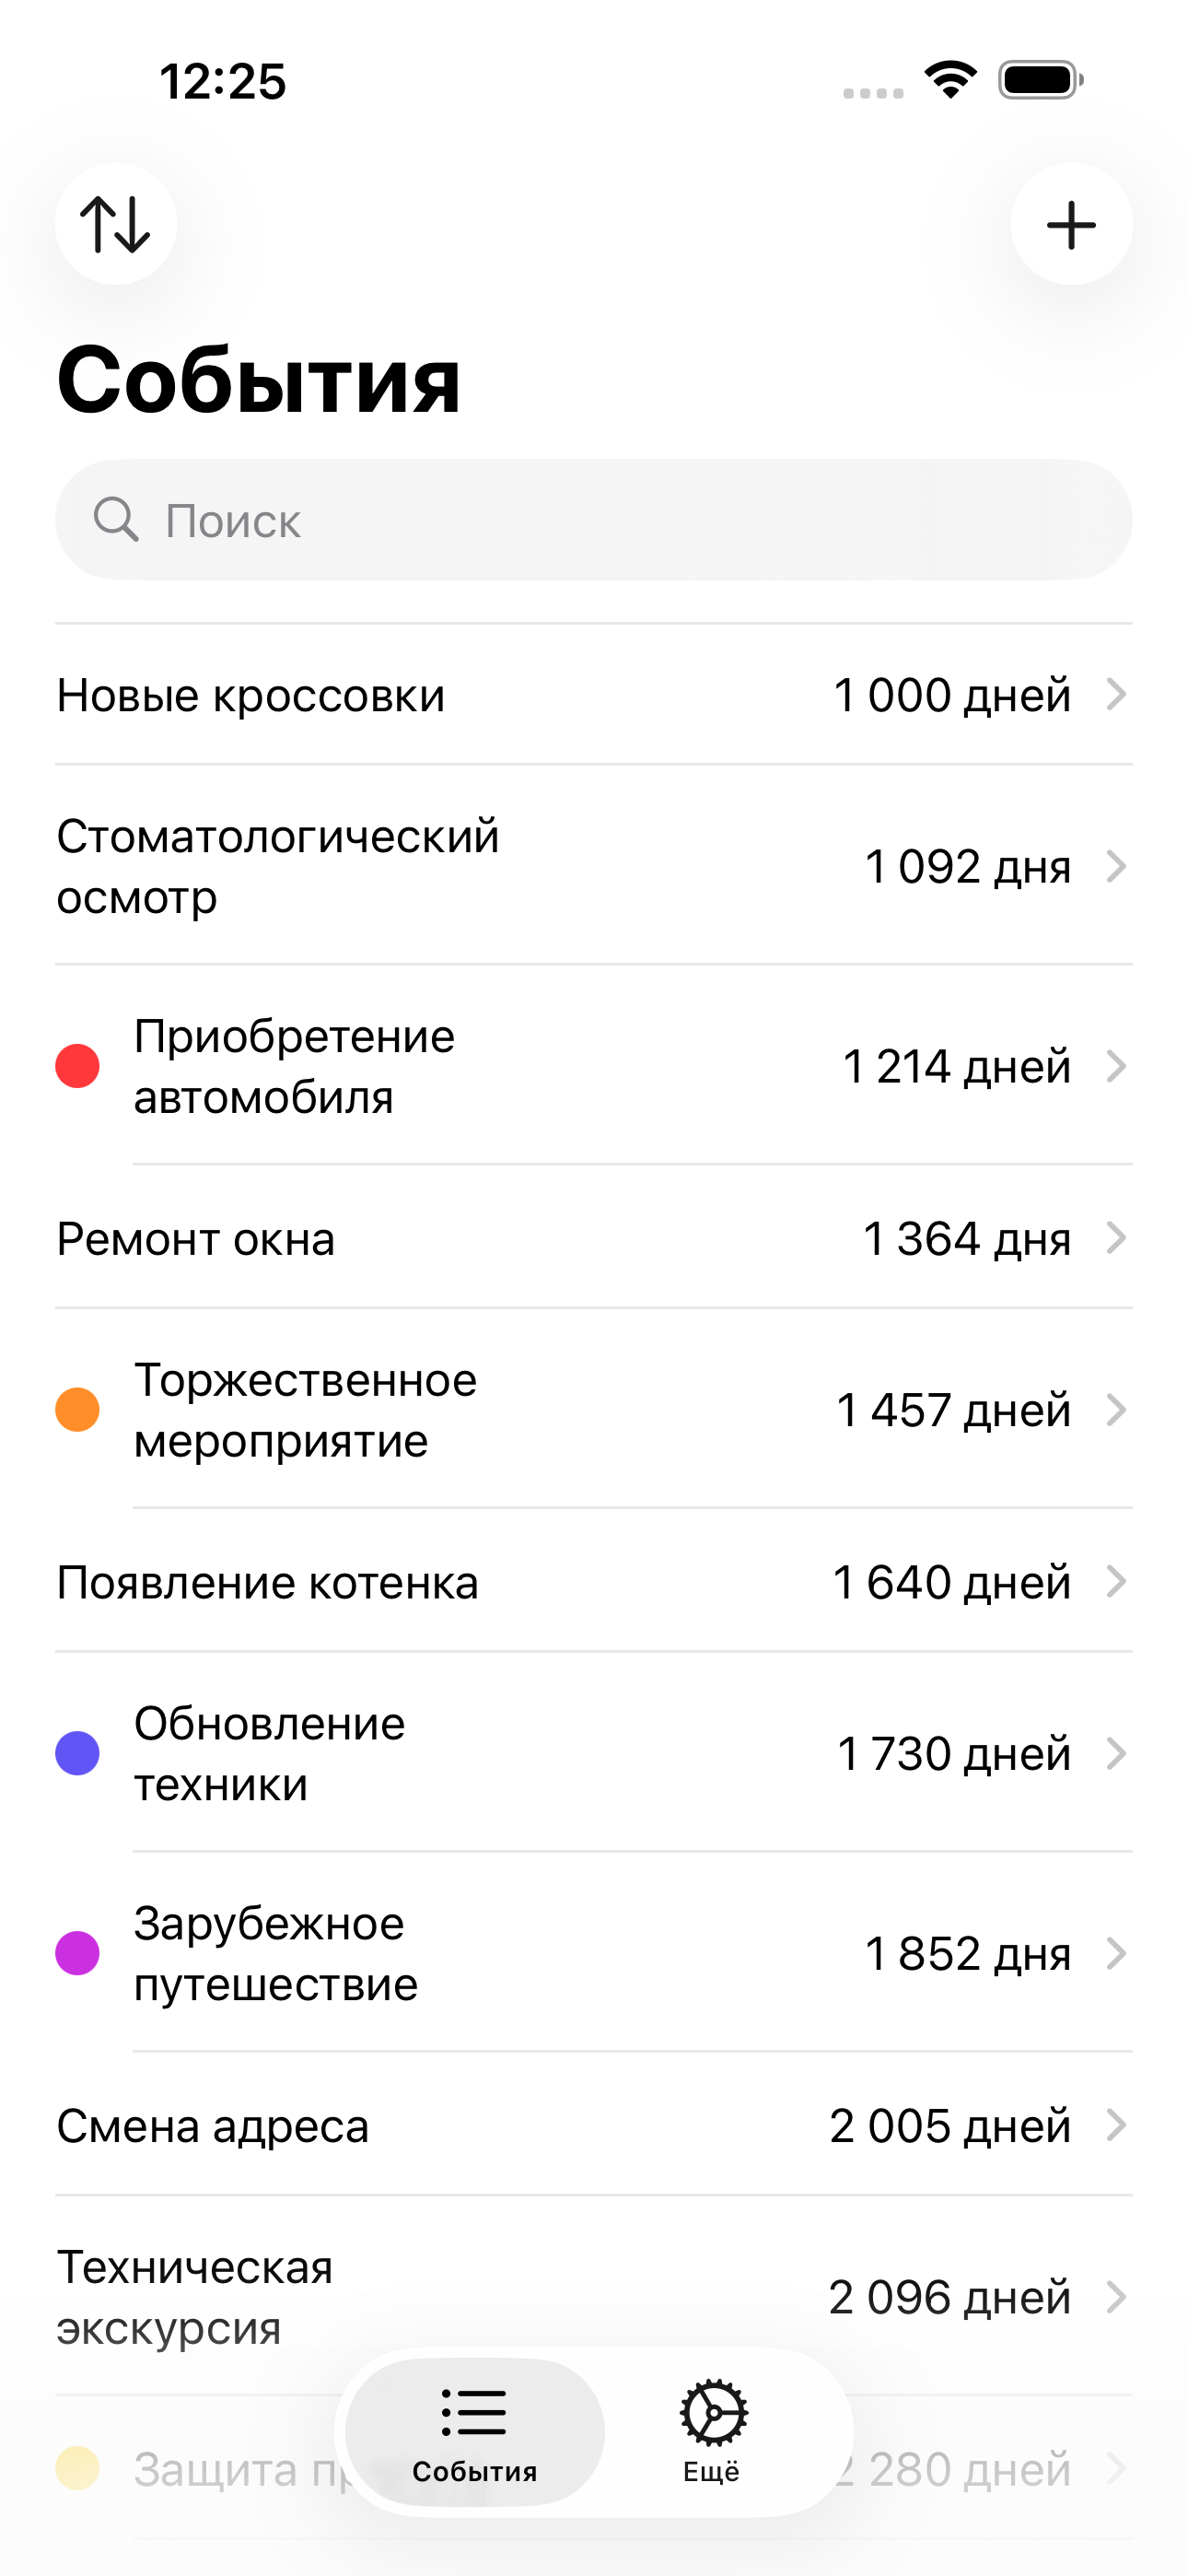 12:25
События
Поиск
Новые кроссовки 1 000 дней
Стоматологический
осмотр
1 092 дня
Приобретение
автомобиля
1 214 дней
Ремонт окна 1 364 дня
Торжественное
мероприятие
1 457 дней
Появление котенка 1 640 дней
Обновление
техники
1 730 дней
Зарубежное
путешествие
1 852 дня
Смена адреса 2 005 дней
Техническая
экскурсия
2 096 дней
Защита 2 280 дней
События
Ещё